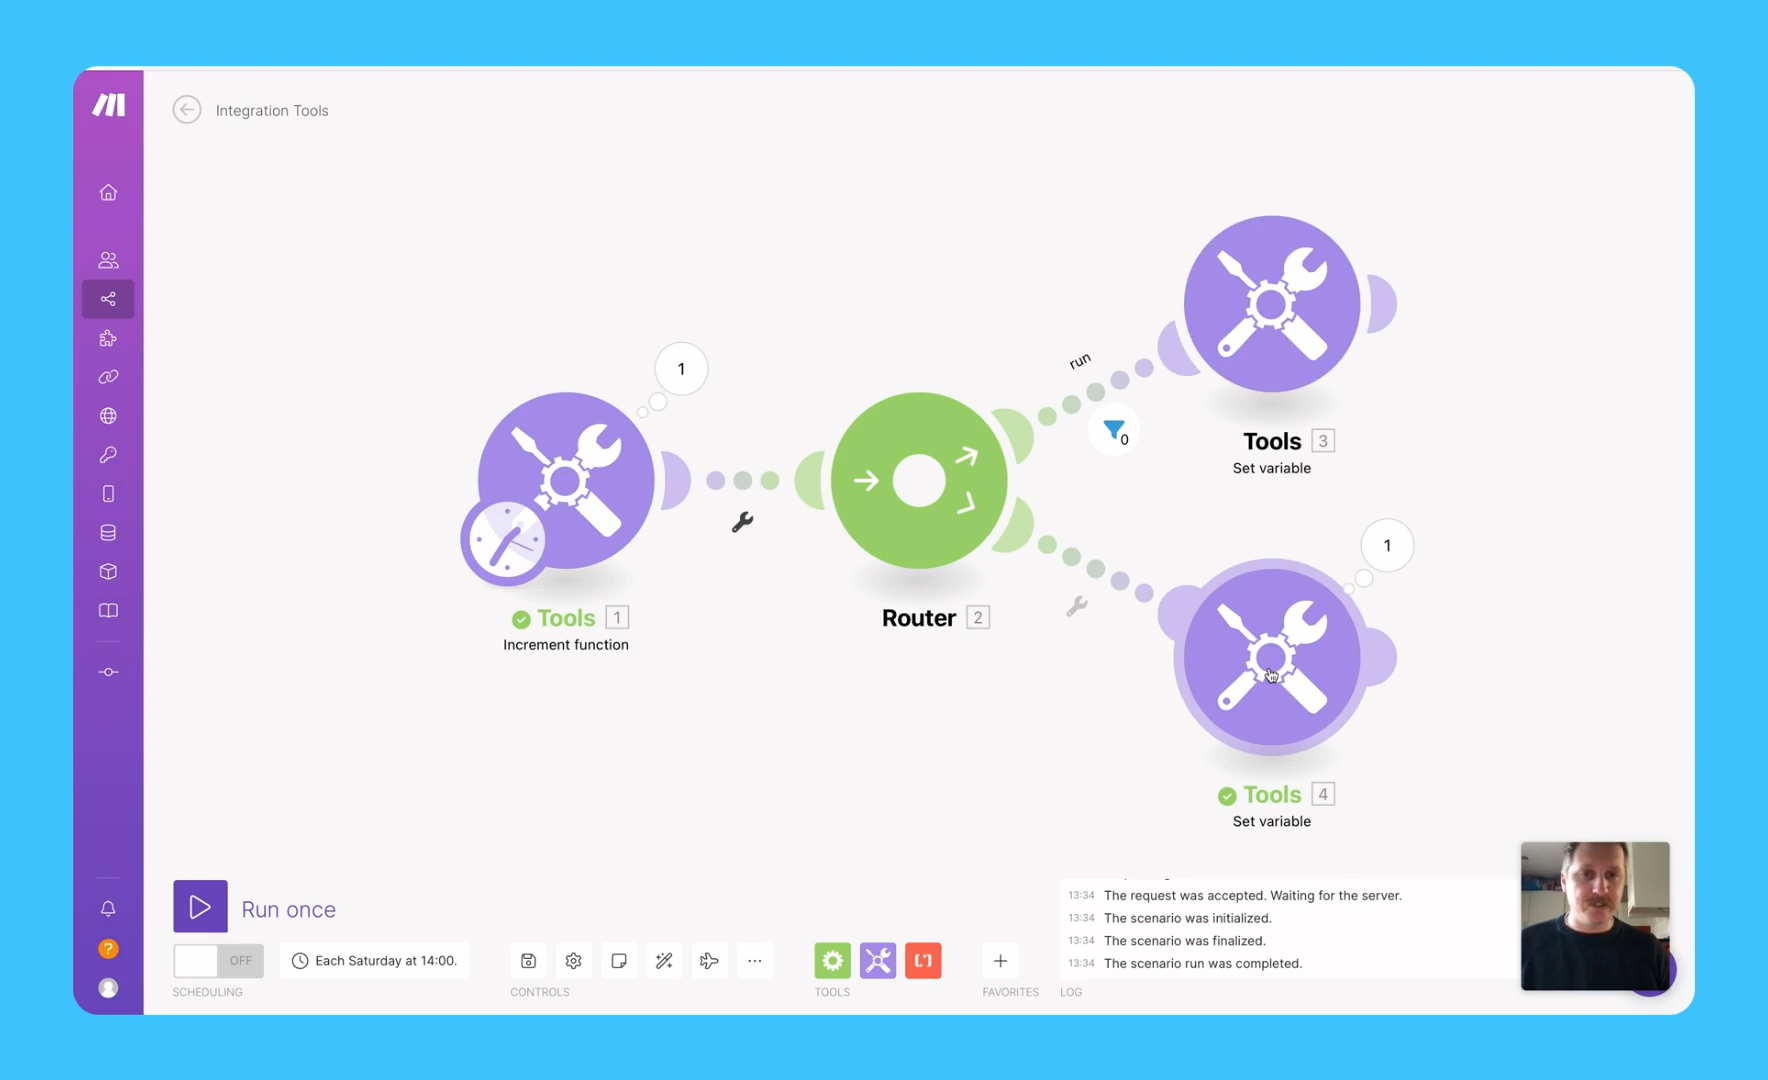 Integration Tools
1
run
0
Tools 3
Set variable
Tools 1
Increment function
Router 2
1
Tools 4
Set variable
Run once
OFF
Each Saturday at 14:00.
SCHEDULING
CONTROLS
TOOLS
FAVORITES
LOG
13:34 The request was accepted. Waiting for the server.
13:34 The scenario was initialized.
13:34 The scenario was finalized.
13:34 The scenario run was completed.
?